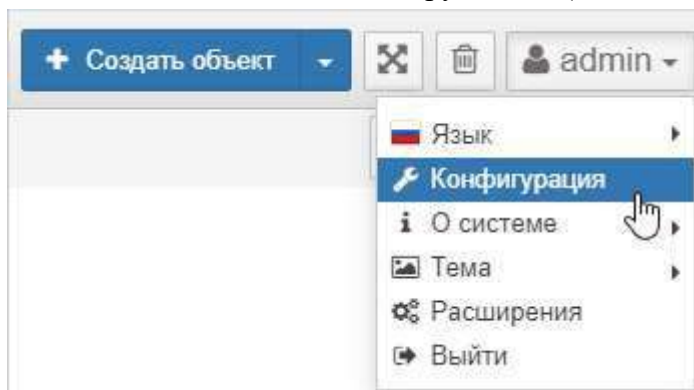 + Создать объект
admin
Язык
Конфигурация
О системе
Тема
Расширения
Выйти